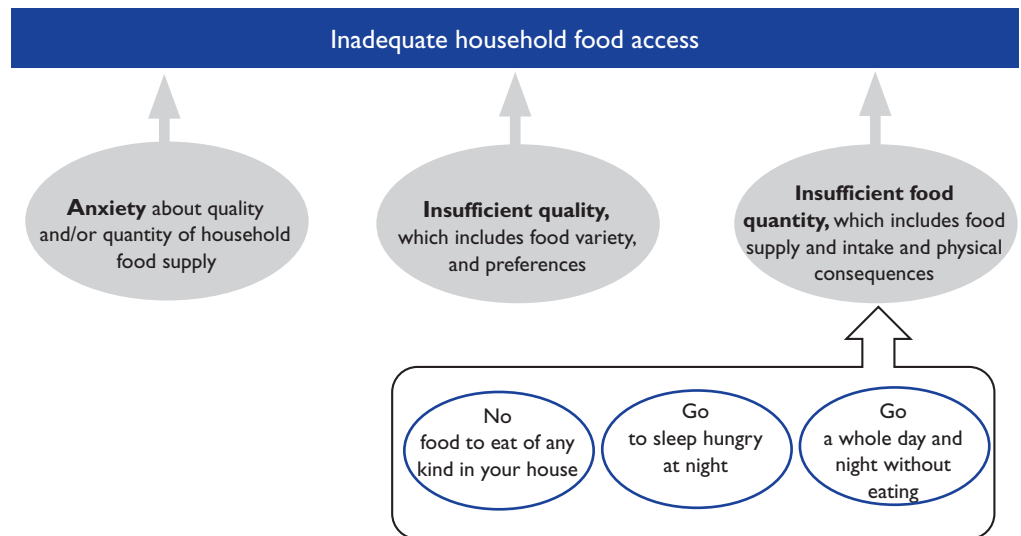 Inadequate household food access
Anxiety about quality
and/or quantity of household
food supply
Insufficient quality,
which includes food variety,
and preferences
Insufficient food
quantity, which includes food
supply and intake and physical
consequences
No
food to eat of any
kind in your house
Go
to sleep hungry
at night
Go
a whole day and
night without
eating